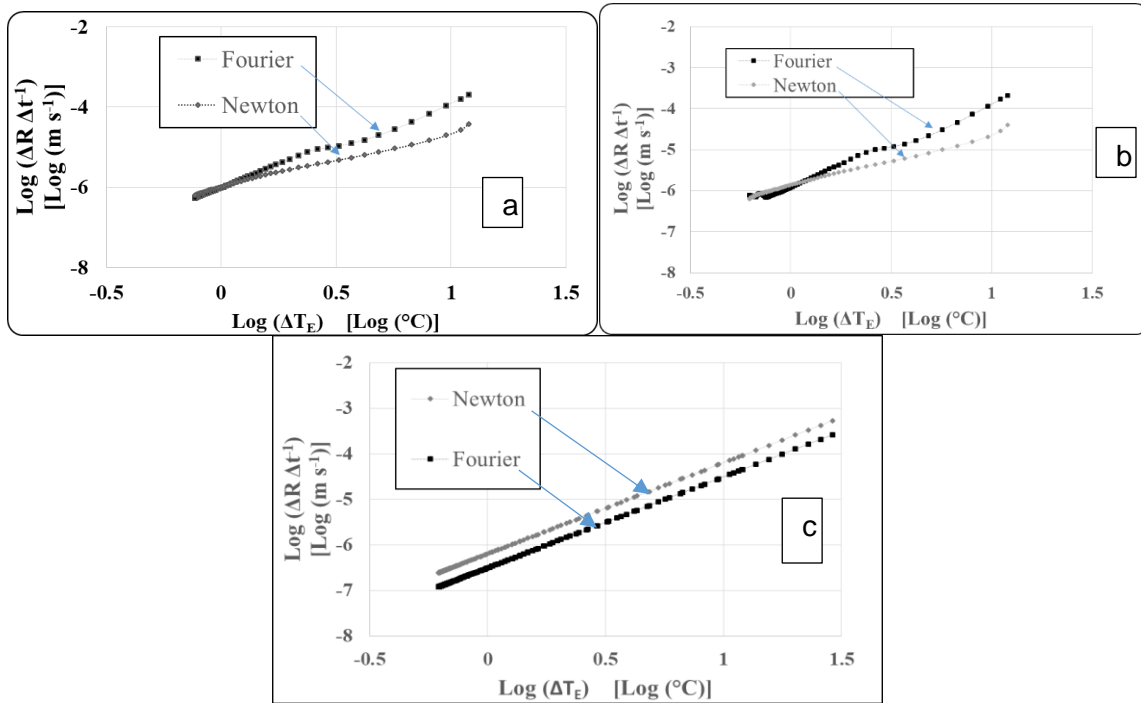 -2
-4
-6
-8
Log (ΔR Δt⁻¹)
[Log (m s⁻¹)]
Fourier
Newton
a
-0.5 0 0.5 1 1.5
Log (ΔT_E) [Log (°C)]
-2
-3
-4
-5
-6
-7
-8
Log (ΔR Δt⁻¹)
[Log (m s⁻¹)]
Fourier
Newton
b
-0.5 0 0.5 1 1.5
Log (ΔT_E) [Log (°C)]
-2
-3
-4
-5
-6
-7
-8
Log (ΔR Δt⁻¹)
[Log (m s⁻¹)]
Newton
Fourier
c
-0.5 0 0.5 1 1.5
Log (ΔT_E) [Log (°C)]